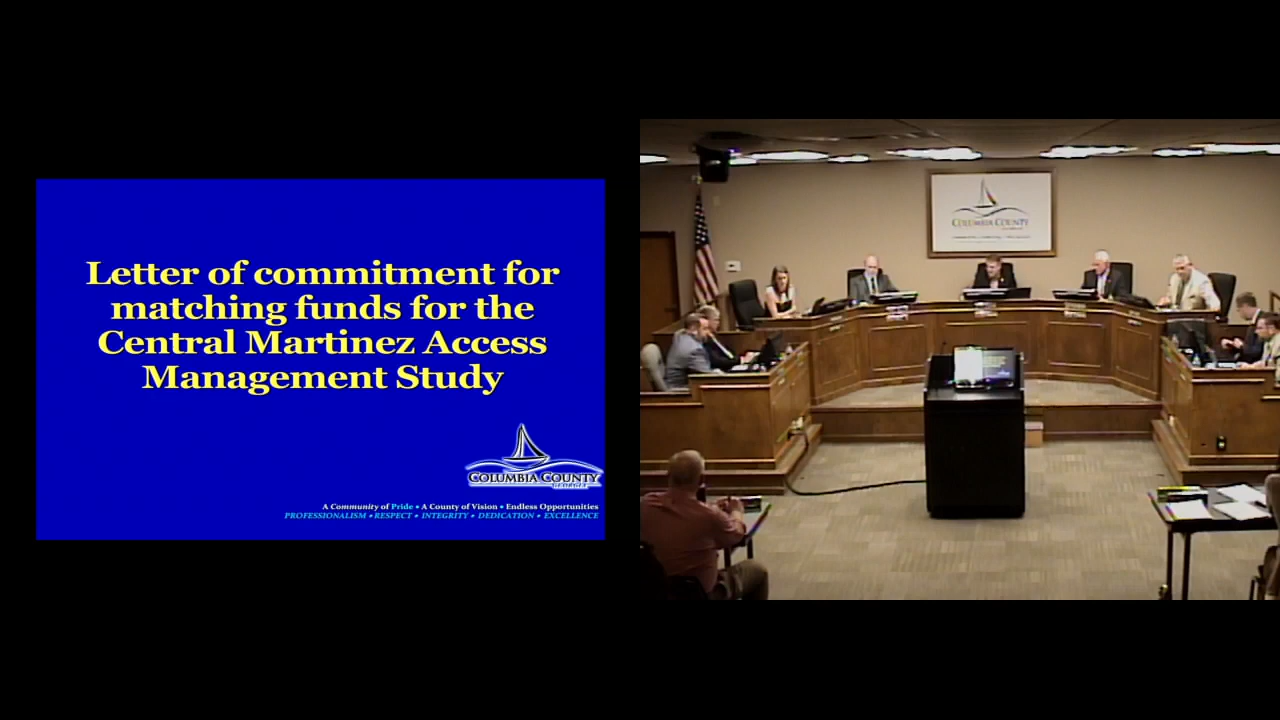 Letter of commitment for
matching funds for the
Central Martinez Access
Management Study
COLUMBIA COUNTY
GEORGIA
A Community of Pride • A County of Vision • Endless Opportunities
PROFESSIONALISM • RESPECT • INTEGRITY • DEDICATION • EXCELLENCE
COLUMBIA COUNTY